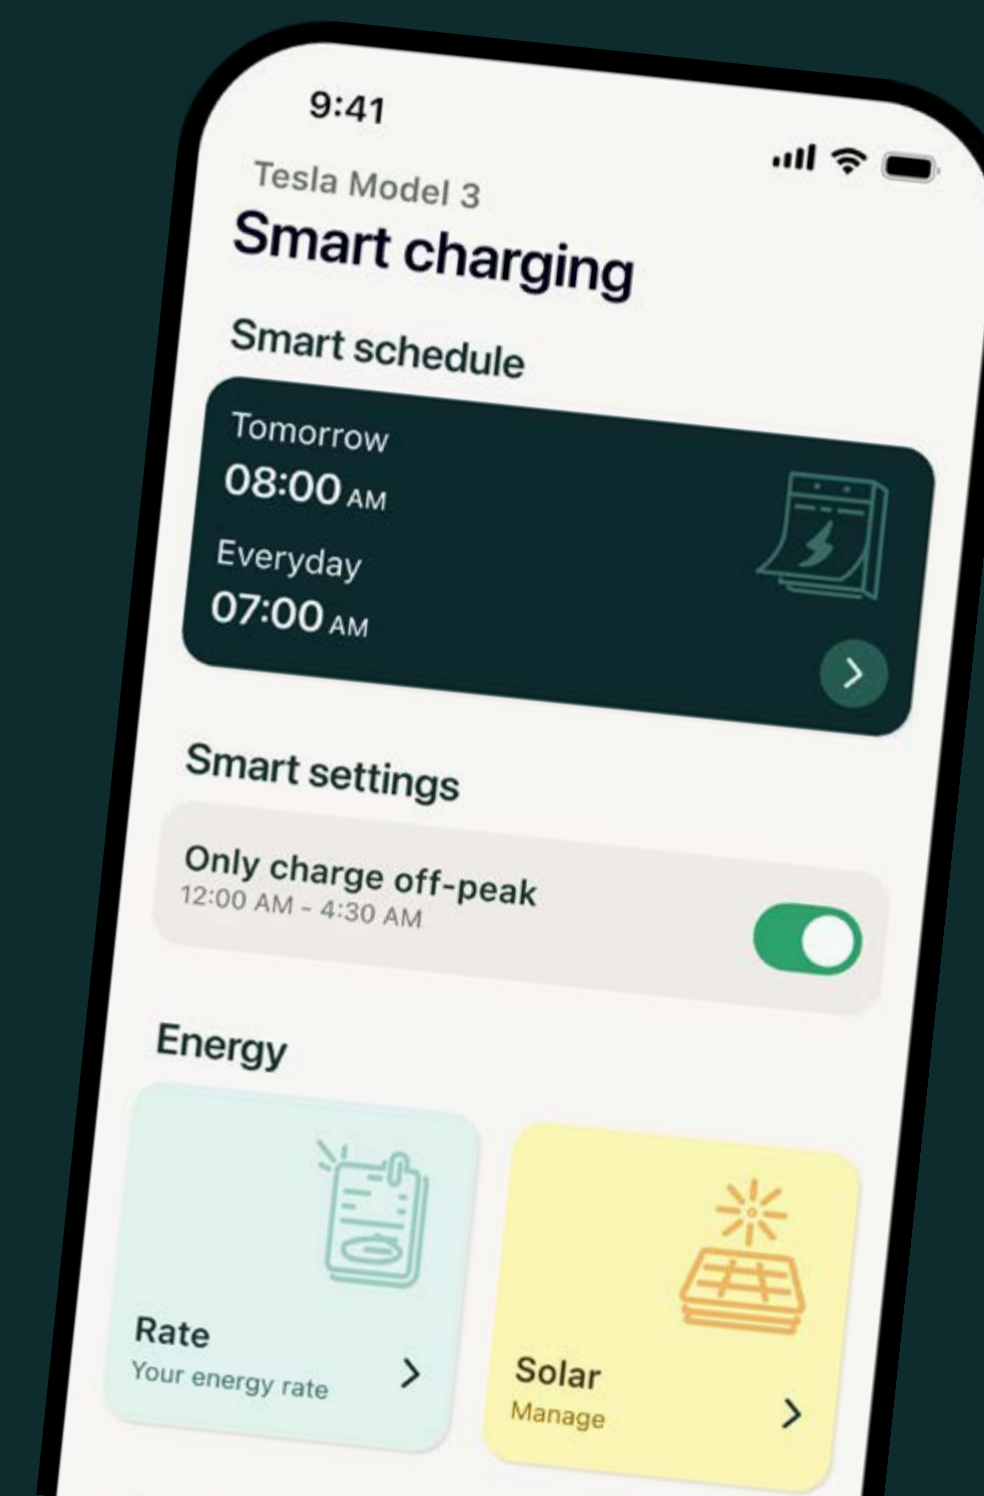 9:41
Tesla Model 3
Smart charging
Smart schedule
Tomorrow
08:00 AM
Everyday
07:00 AM
Smart settings
Only charge off-peak
12:00 AM - 4:30 AM
Energy
Rate
Your energy rate
Solar
Manage